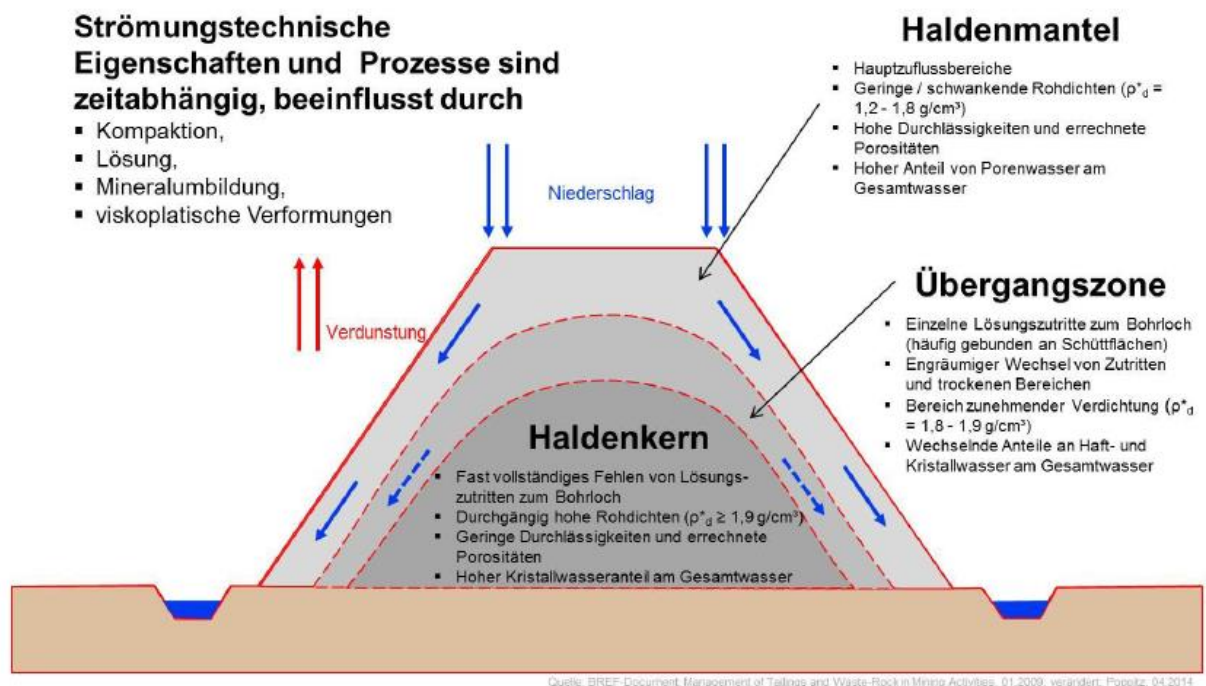 Strömungstechnische
Eigenschaften und Prozesse sind
zeitabhängig, beeinflusst durch
▪ Kompaktion,
▪ Lösung,
▪ Mineralumbildung,
▪ viskoplatische Verformungen
Haldenmantel
▪ Hauptzuflussbereiche
▪ Geringe / schwankende Rohdichten (ρ*d =
1,2 - 1,8 g/cm³)
▪ Hohe Durchlässigkeiten und errechnete
Porositäten
▪ Hoher Anteil von Porenwasser am
Gesamtwasser
Niederschlag
Verdunstung
Übergangszone
▪ Einzelne Lösungszutritte zum Bohrloch
(häufig gebunden an Schüttflächen)
▪ Engräumiger Wechsel von Zutritten
und trockenen Bereichen
▪ Bereich zunehmender Verdichtung (ρ*d
= 1,8 - 1,9 g/cm³)
▪ Wechselnde Anteile an Haft- und
Kristallwasser am Gesamtwasser
Haldenkern
▪ Fast vollständiges Fehlen von Lösungs-
zutritten zum Bohrloch
▪ Durchgängig hohe Rohdichten (ρ*d ≥ 1,9 g/cm³)
▪ Geringe Durchlässigkeiten und errechnete
Porositäten
▪ Hoher Kristallwasseranteil am Gesamtwasser
Quelle: BREF-Document: Management of Tailings and Waste-Rock in Mining Activities, 01.2009; verändert: Poppitz, 04.2014